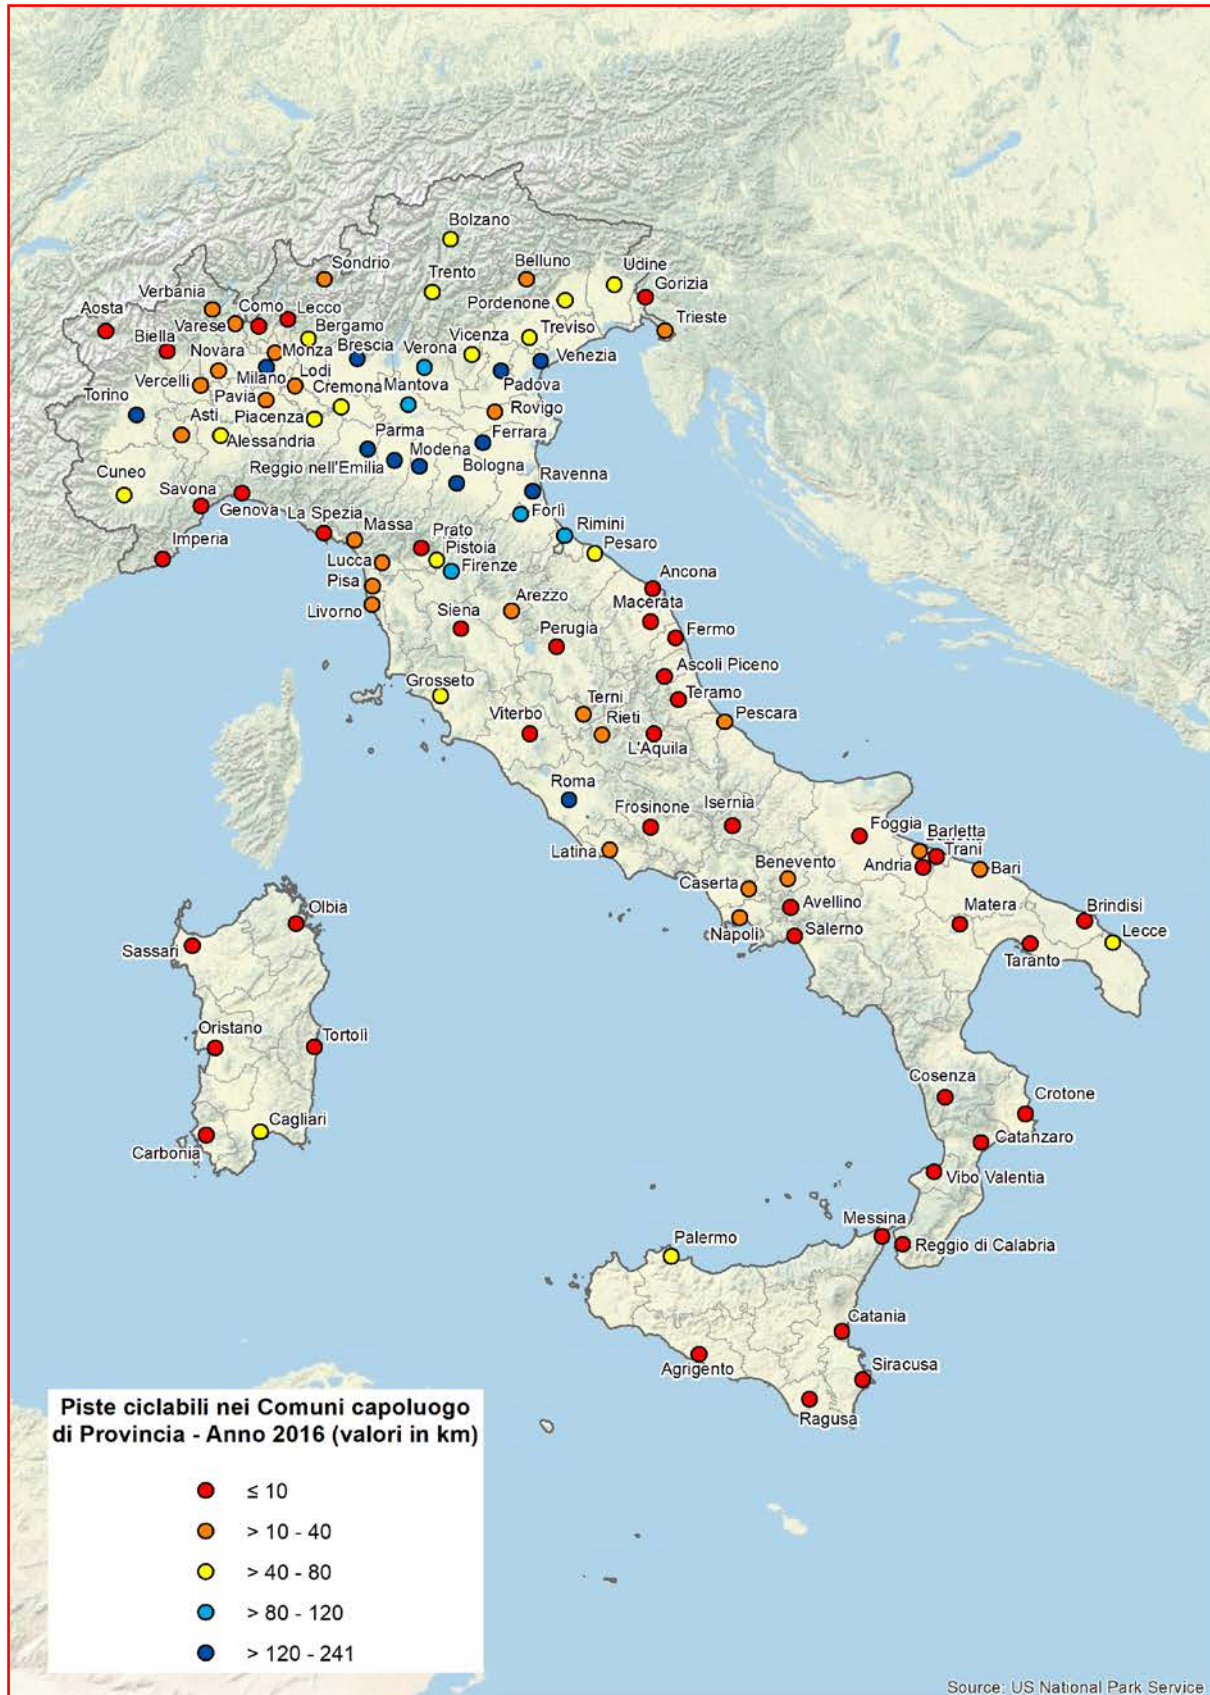 Bolzano
Sondrio
Trento
Belluno
Udine
Gorizia
Verbania
Pordenone
Aosta
Como
Lecco
Trieste
Varese
Bergamo
Biella
Brescia
Verona
Vicenza
Treviso
Venezia
Novara
Monza
Vercelli
Milano
Lodi
Cremona
Mantova
Padova
Torino
Pavia
Rovigo
Asti
Piacenza
Parma
Ferrara
Alessandria
Modena
Cuneo
Reggio nell'Emilia
Bologna
Ravenna
Savona
Genova
La Spezia
Forlì
Massa
Prato
Rimini
Imperia
Pistoia
Pesaro
Lucca
Firenze
Pisa
Ancona
Livorno
Arezzo
Macerata
Siena
Perugia
Fermo
Ascoli Piceno
Grosseto
Teramo
Terni
Pescara
Viterbo
Rieti
L'Aquila
Roma
Frosinone
Isernia
Foggia
Barletta
Trani
Latina
Benevento
Andria
Bari
Caserta
Avellino
Matera
Brindisi
Olbia
Napoli
Salerno
Lecce
Sassari
Taranto
Oristano
Tortolì
Cosenza
Crotone
Cagliari
Catanzaro
Carbonia
Vibo Valentia
Messina
Palermo
Reggio di Calabria
Catania
Agrigento
Siracusa
Ragusa
Piste ciclabili nei Comuni capoluogo
di Provincia - Anno 2016 (valori in km)
≤ 10
> 10 - 40
> 40 - 80
> 80 - 120
> 120 - 241
Source: US National Park Service